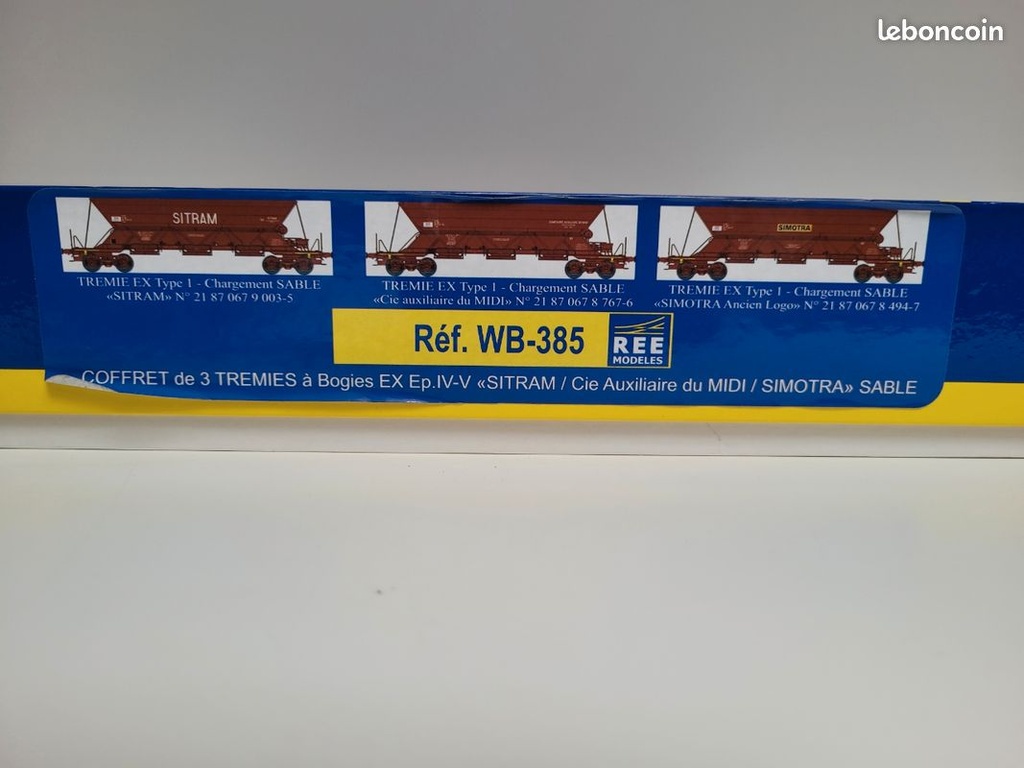 leboncoin
SITRAM
SIMOTRA
TREMIE EX Type 1 - Chargement SABLE
«SITRAM» N° 21 87 067 9 003-5
TREMIE EX Type 1 - Chargement SABLE
«Cie auxiliaire du MIDI» N° 21 87 067 8 767-6
TREMIE EX Type 1 - Chargement SABLE
«SIMOTRA Ancien Logo» N° 21 87 067 8 494-7
Réf. WB-385
REE
MODELES
COFFRET de 3 TREMIES à Bogies EX Ep.IV-V «SITRAM / Cie Auxiliaire du MIDI / SIMOTRA» SABLE